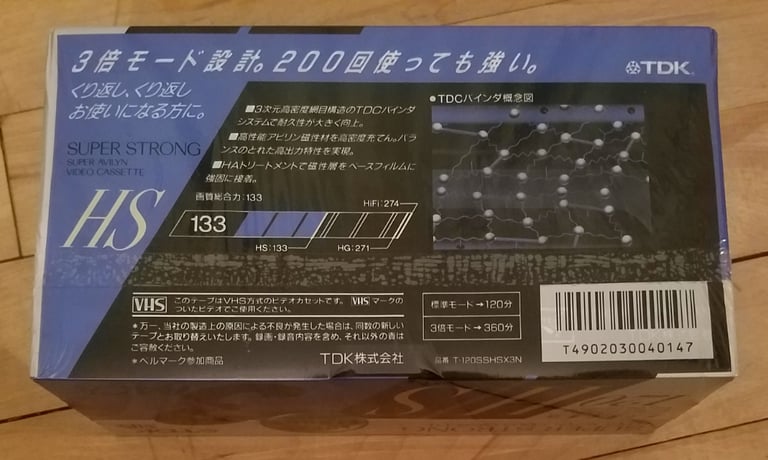 3倍モード設計。200回使っても強い。
TDK
くり返し、くり返し
お使いになる方に。
SUPER STRONG
SUPER AVILYN
VIDEO CASSETTE
HS
■3次元高密度網目構造のTDCバインダ
システムで耐久性が大きく向上。
■高性能アビリン磁性材を高密度充てん。バラ
ンスのとれた高出力特性を実現。
■HAトリートメントで磁性層をベースフィルムに
強固に接着。
●TDCバインダ概念図
画質総合力:133
HiFi:274
133
HS:133
HG:271
VHS このテープはVHS方式のビデオカセットです。 VHS マークの
ついたビデオでご使用ください。
*万一、当社の製造上の原因による不良が発生した場合は、同数の新しい
テープとお取り替えいたします。録画・録音内容を含め、それ以外の責は
ご容赦ください。
*ベルマーク参加商品
TDK株式会社
標準モード→120分
3倍モード→360分
品番 T-120SSHSX3N
T4902030040147